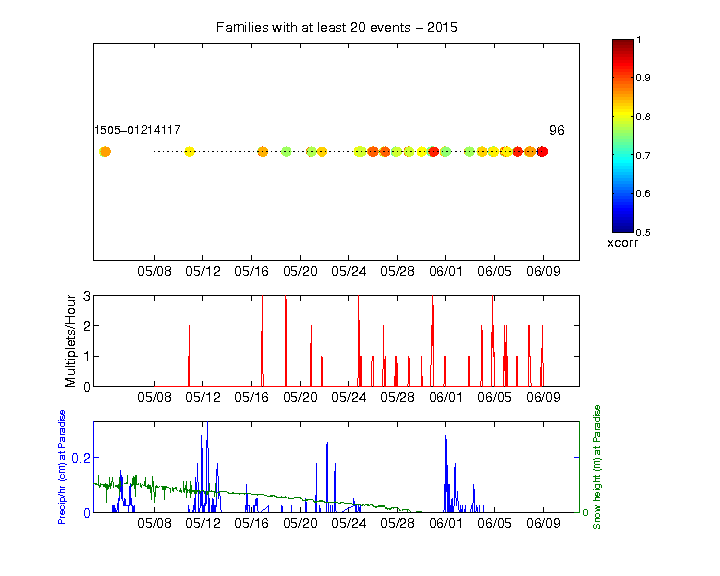 Families with at least 20 events − 2015
1505−01214117
96
05/08 05/12 05/16 05/20 05/24 05/28 06/01 06/05 06/09
1
0.9
0.8
0.7
0.6
0.5
xcorr
Multiplets/Hour
3
2
1
0
05/08 05/12 05/16 05/20 05/24 05/28 06/01 06/05 06/09
Precip/hr (cm) at Paradise
0.2
0
05/08 05/12 05/16 05/20 05/24 05/28 06/01 06/05 06/09
0
Snow height (m) at Paradise